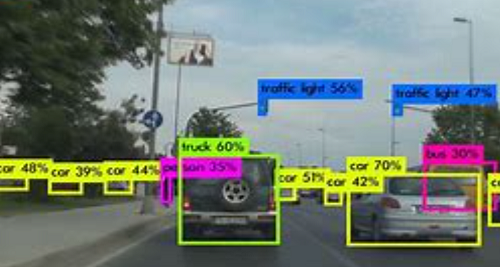 traffic light 56%
traffic light 47%
truck 60%
bus 30%
car 48%
car 39%
car 44%
person 35%
car 51%
car 42%
car 70%